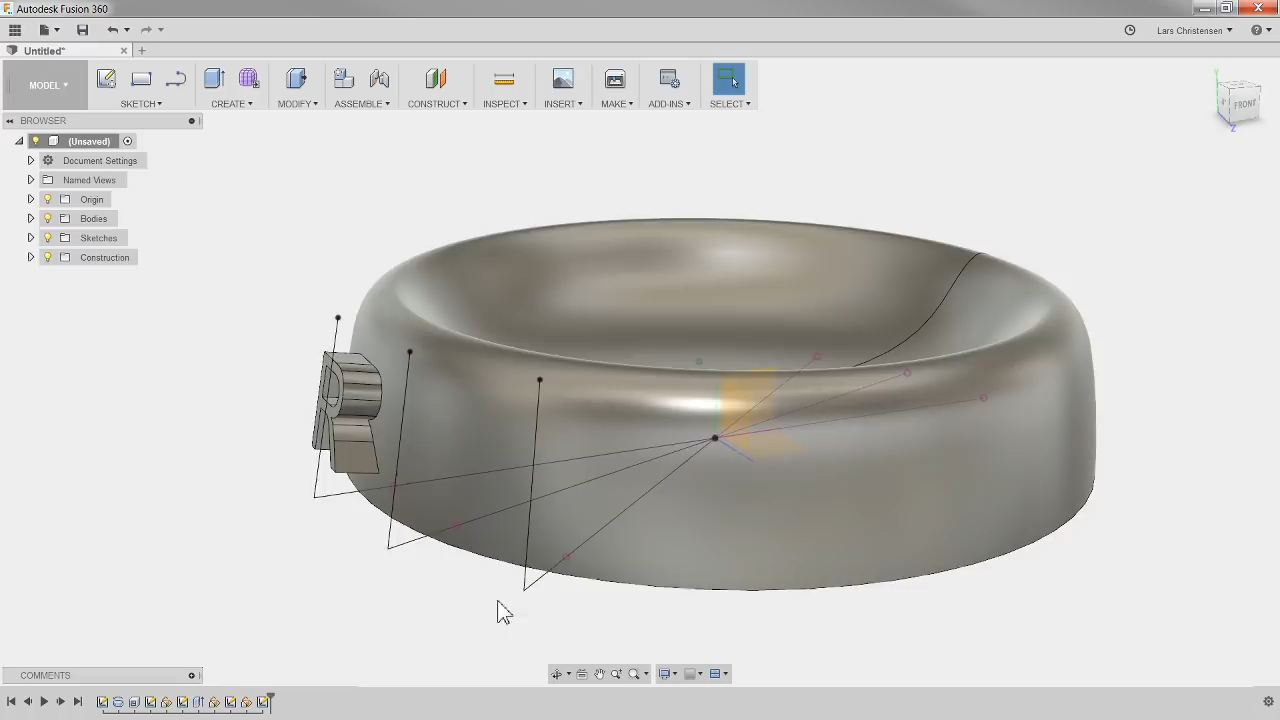 Autodesk Fusion 360
Lars Christensen
Untitled*
MODEL
SKETCH
CREATE
MODIFY
ASSEMBLE
CONSTRUCT
INSPECT
INSERT
MAKE
ADD-INS
SELECT
FRONT
Z
BROWSER
(Unsaved)
Document Settings
Named Views
Origin
Bodies
Sketches
Construction
R
COMMENTS